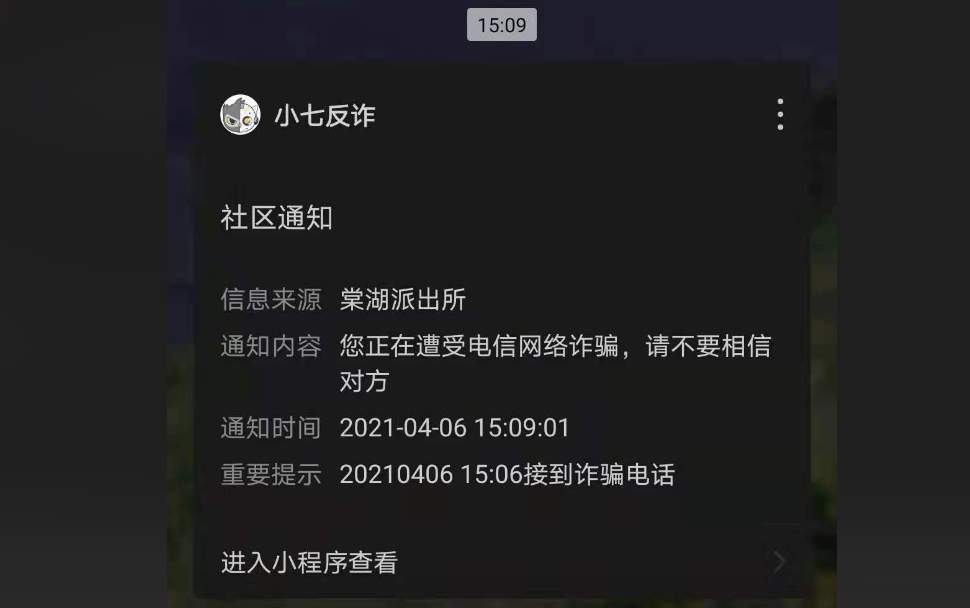 15:09
小七反诈
社区通知
信息来源 棠湖派出所
通知内容 您正在遭受电信网络诈骗，请不要相信
对方
通知时间 2021-04-06 15:09:01
重要提示 20210406 15:06接到诈骗电话
进入小程序查看